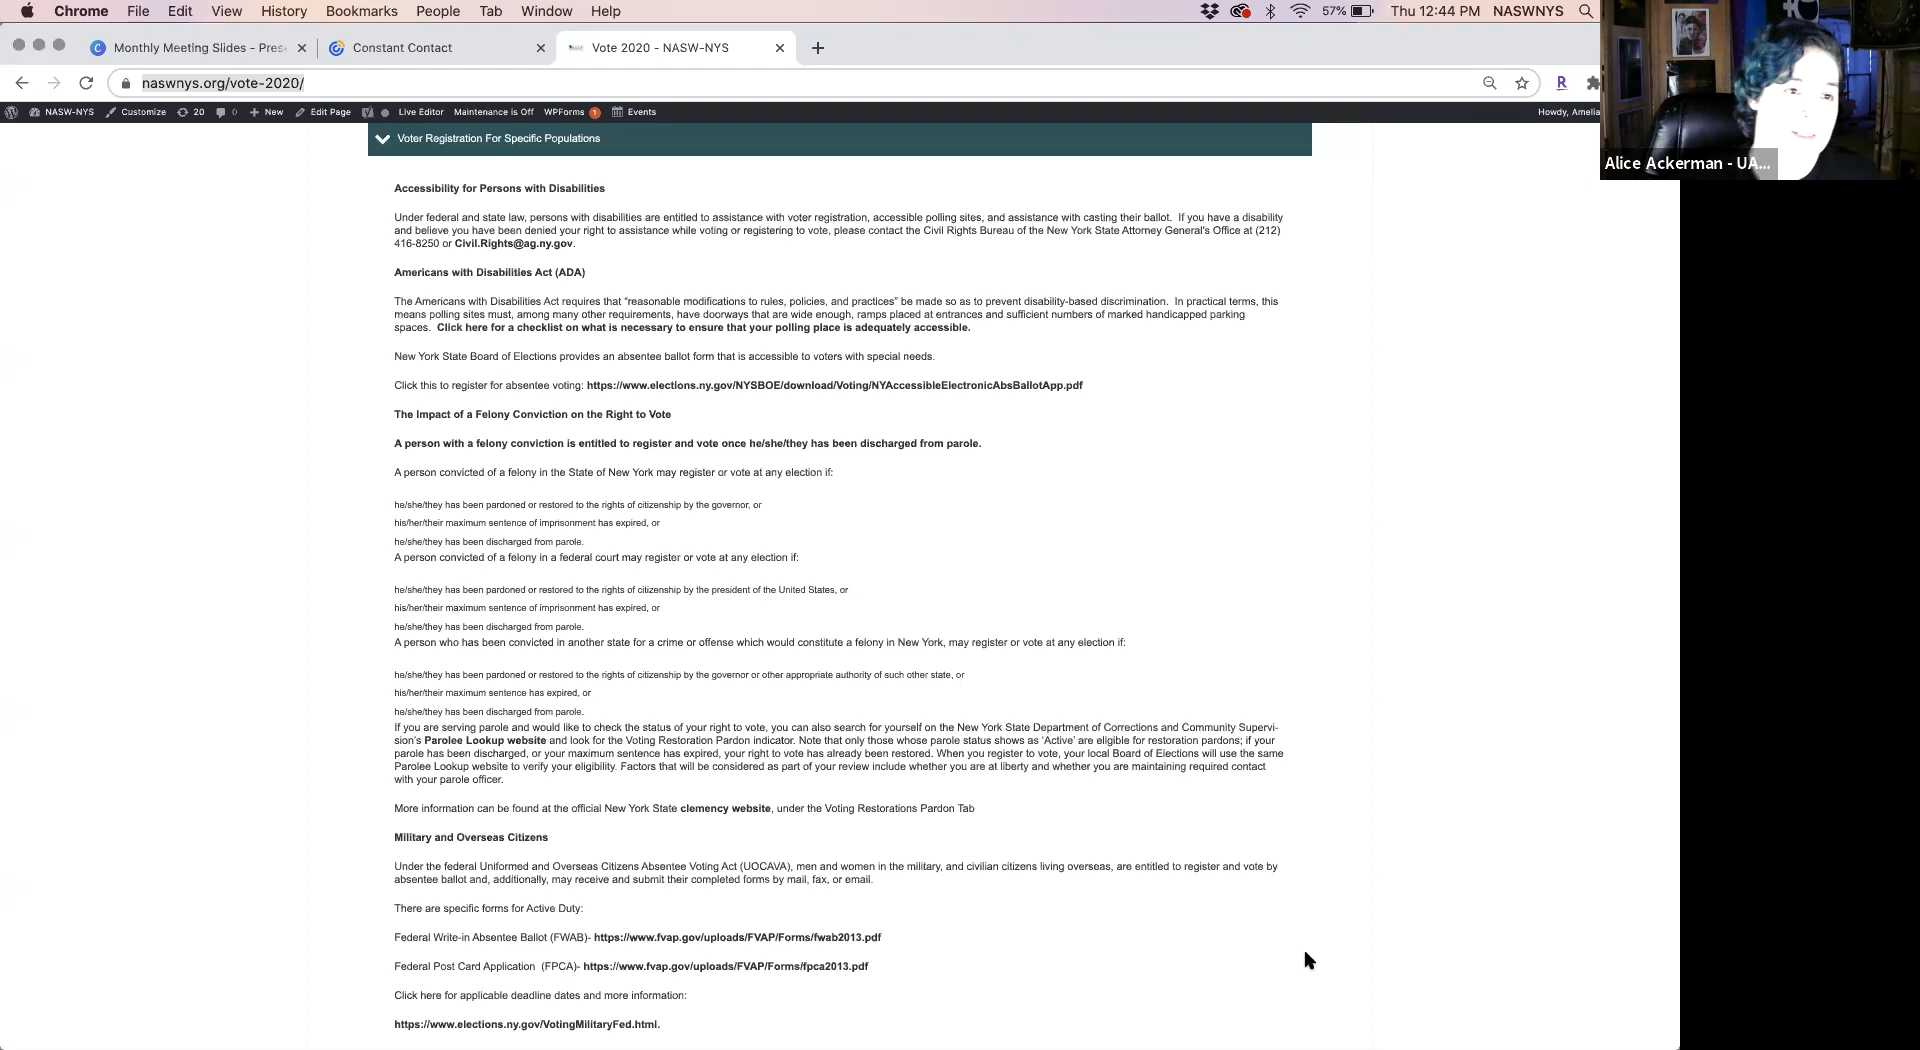 Chrome File Edit View History Bookmarks People Tab Window Help 57% Thu 12:44 PM NASWNYS
Monthly Meeting Slides - Pres Constant Contact Vote 2020 - NASW-NYS
naswnys.org/vote-2020/ R
NASW-NYS Customize 20 0 New Edit Page Live Editor Maintenance is Off WPForms 1 Events Howdy, Amelia
Alice Ackerman - UA...
Voter Registration For Specific Populations
Accessibility for Persons with Disabilities
Under federal and state law, persons with disabilities are entitled to assistance with voter registration, accessible polling sites, and assistance with casting their ballot. If you have a disability
and believe you have been denied your right to assistance while voting or registering to vote, please contact the Civil Rights Bureau of the New York State Attorney General's Office at (212)
416-8250 or Civil.Rights@ag.ny.gov.
Americans with Disabilities Act (ADA)
The Americans with Disabilities Act requires that “reasonable modifications to rules, policies, and practices” be made so as to prevent disability-based discrimination. In practical terms, this
means polling sites must, among many other requirements, have doorways that are wide enough, ramps placed at entrances and sufficient numbers of marked handicapped parking
spaces. Click here for a checklist on what is necessary to ensure that your polling place is adequately accessible.
New York State Board of Elections provides an absentee ballot form that is accessible to voters with special needs.
Click this to register for absentee voting: https://www.elections.ny.gov/NYSBOE/download/Voting/NYAccessibleElectronicAbsBallotApp.pdf
The Impact of a Felony Conviction on the Right to Vote
A person with a felony conviction is entitled to register and vote once he/she/they has been discharged from parole.
A person convicted of a felony in the State of New York may register or vote at any election if:
he/she/they has been pardoned or restored to the rights of citizenship by the governor, or
his/her/their maximum sentence of imprisonment has expired, or
he/she/they has been discharged from parole.
A person convicted of a felony in a federal court may register or vote at any election if:
he/she/they has been pardoned or restored to the rights of citizenship by the president of the United States, or
his/her/their maximum sentence of imprisonment has expired, or
he/she/they has been discharged from parole.
A person who has been convicted in another state for a crime or offense which would constitute a felony in New York, may register or vote at any election if:
he/she/they has been pardoned or restored to the rights of citizenship by the governor or other appropriate authority of such other state, or
his/her/their maximum sentence has expired, or
he/she/they has been discharged from parole.
If you are serving parole and would like to check the status of your right to vote, you can also search for yourself on the New York State Department of Corrections and Community Supervi-
sion’s Parolee Lookup website and look for the Voting Restoration Pardon indicator. Note that only those whose parole status shows as ‘Active’ are eligible for restoration pardons; if your
parole has been discharged, or your maximum sentence has expired, your right to vote has already been restored. When you register to vote, your local Board of Elections will use the same
Parolee Lookup website to verify your eligibility. Factors that will be considered as part of your review include whether you are at liberty and whether you are maintaining required contact
with your parole officer.
More information can be found at the official New York State clemency website, under the Voting Restorations Pardon Tab
Military and Overseas Citizens
Under the federal Uniformed and Overseas Citizens Absentee Voting Act (UOCAVA), men and women in the military, and civilian citizens living overseas, are entitled to register and vote by
absentee ballot and, additionally, may receive and submit their completed forms by mail, fax, or email.
There are specific forms for Active Duty:
Federal Write-in Absentee Ballot (FWAB)- https://www.fvap.gov/uploads/FVAP/Forms/fwab2013.pdf
Federal Post Card Application (FPCA)- https://www.fvap.gov/uploads/FVAP/Forms/fpca2013.pdf
Click here for applicable deadline dates and more information:
https://www.elections.ny.gov/VotingMilitaryFed.html.